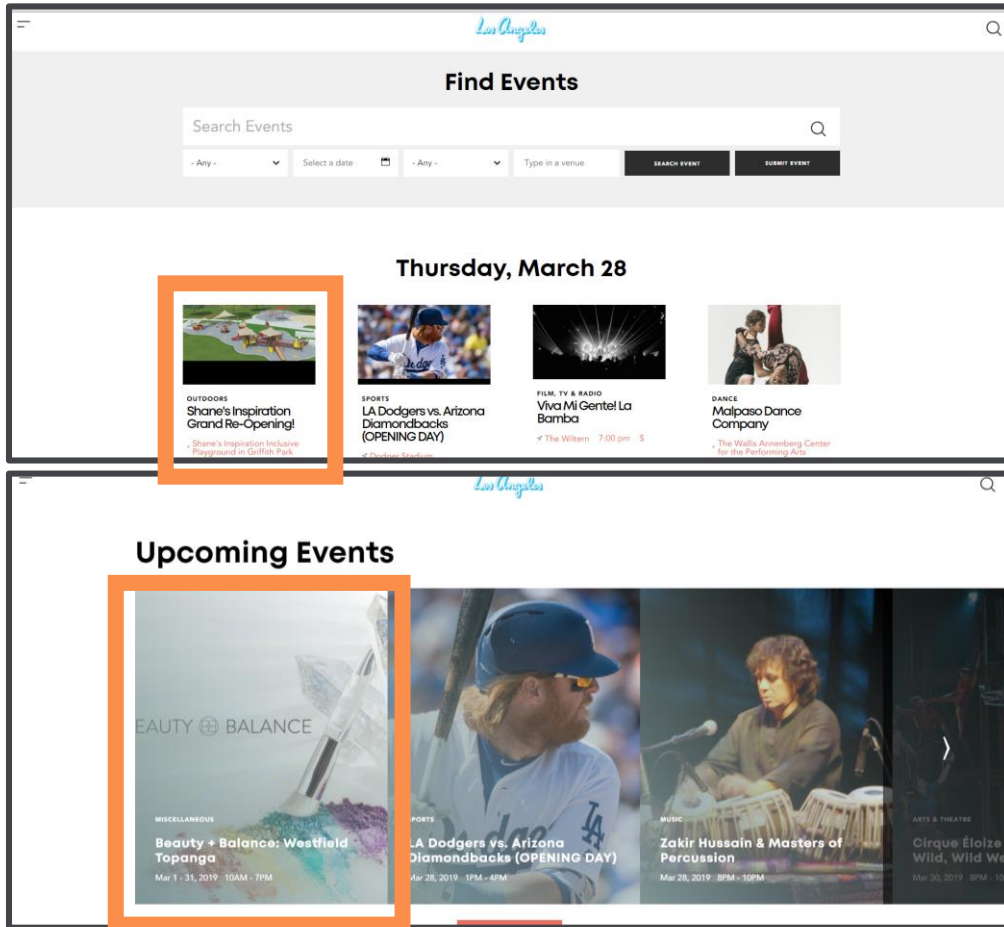 Los Angeles
Find Events
Search Events
- Any -
Select a date
- Any -
Type in a venue
SEARCH EVENT
SUBMIT EVENT
Thursday, March 28
OUTDOORS
Shane's Inspiration
Grand Re-Opening!
Shane's Inspiration Inclusive
Playground in Griffith Park
SPORTS
LA Dodgers vs. Arizona
Diamondbacks
(OPENING DAY)
Dodger Stadium
FILM, TV & RADIO
Viva Mi Gente! La
Bamba
The Wiltern 7:00 pm $
DANCE
Malpaso Dance
Company
The Wallis Annenberg Center
for the Performing Arts
Los Angeles
Upcoming Events
EAUTY BALANCE
MISCELLANEOUS
Beauty + Balance: Westfield
Topanga
Mar 1 - 31, 2019 10AM - 7PM
SPORTS
LA Dodgers vs. Arizona
Diamondbacks (OPENING DAY)
Mar 28, 2019 1PM - 4PM
LA
MUSIC
Zakir Hussain & Masters of
Percussion
Mar 28, 2019 8PM - 10PM
ARTS & THEATRE
Cirque Éloize
Wild, Wild We
Mar 30, 2019 8PM - 10